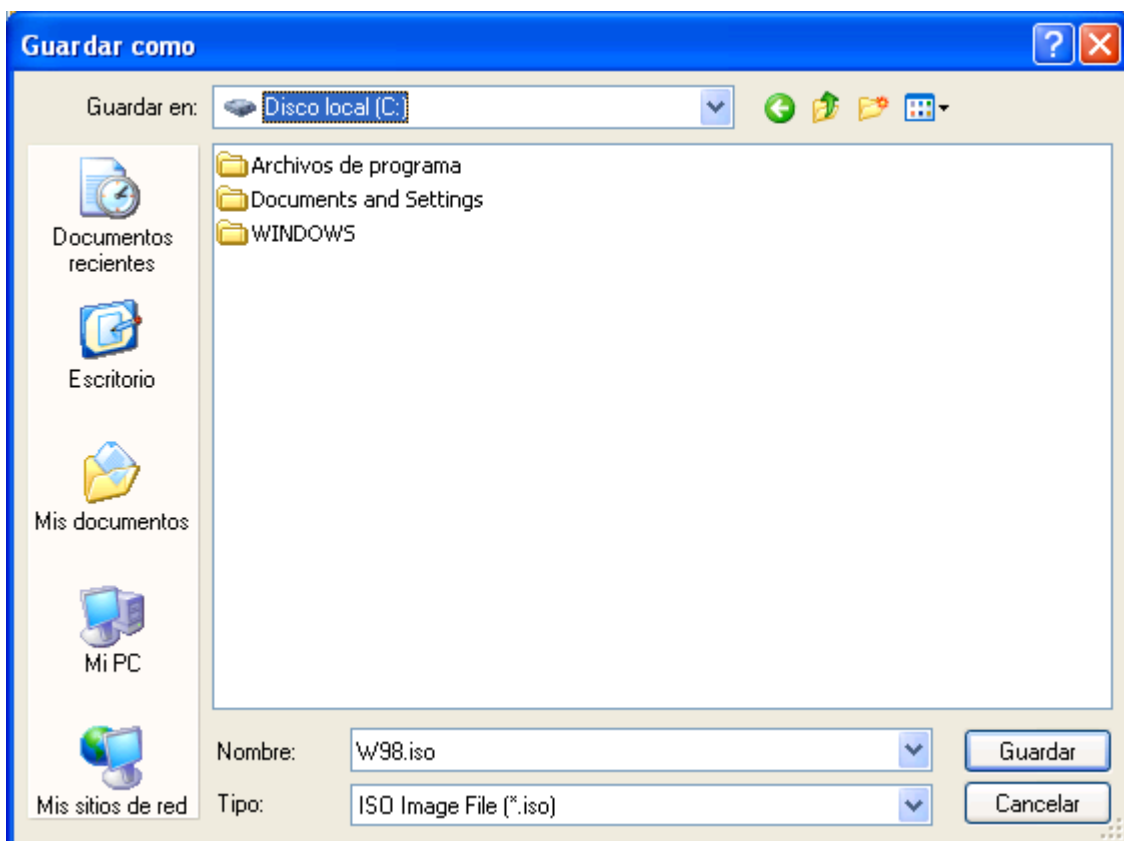 Guardar como
Guardar en:
Disco local (C:)
Documentos
recientes
Escritorio
Mis documentos
Mi PC
Mis sitios de red
Archivos de programa
Documents and Settings
WINDOWS
Nombre:
W98.iso
Guardar
Tipo:
ISO Image File (*.iso)
Cancelar